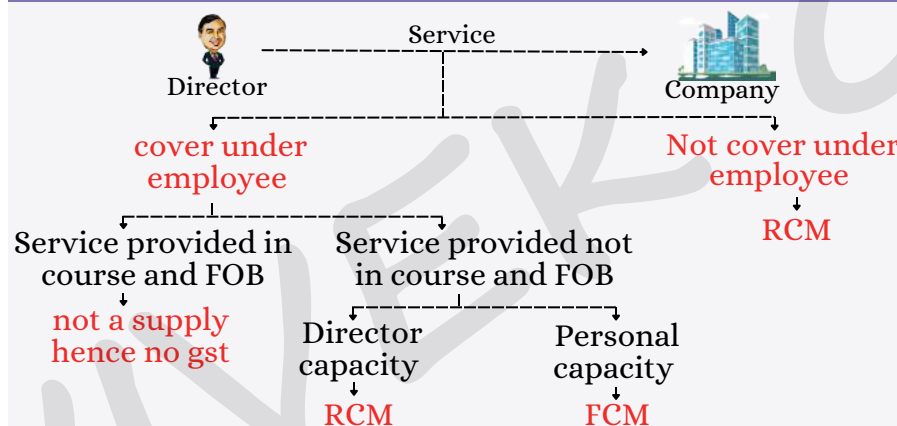 Service
Director
Company
cover under
employee
Not cover under
employee
RCM
Service provided in
course and FOB
Service provided not
in course and FOB
not a supply
hence no gst
Director
capacity
Personal
capacity
RCM
FCM